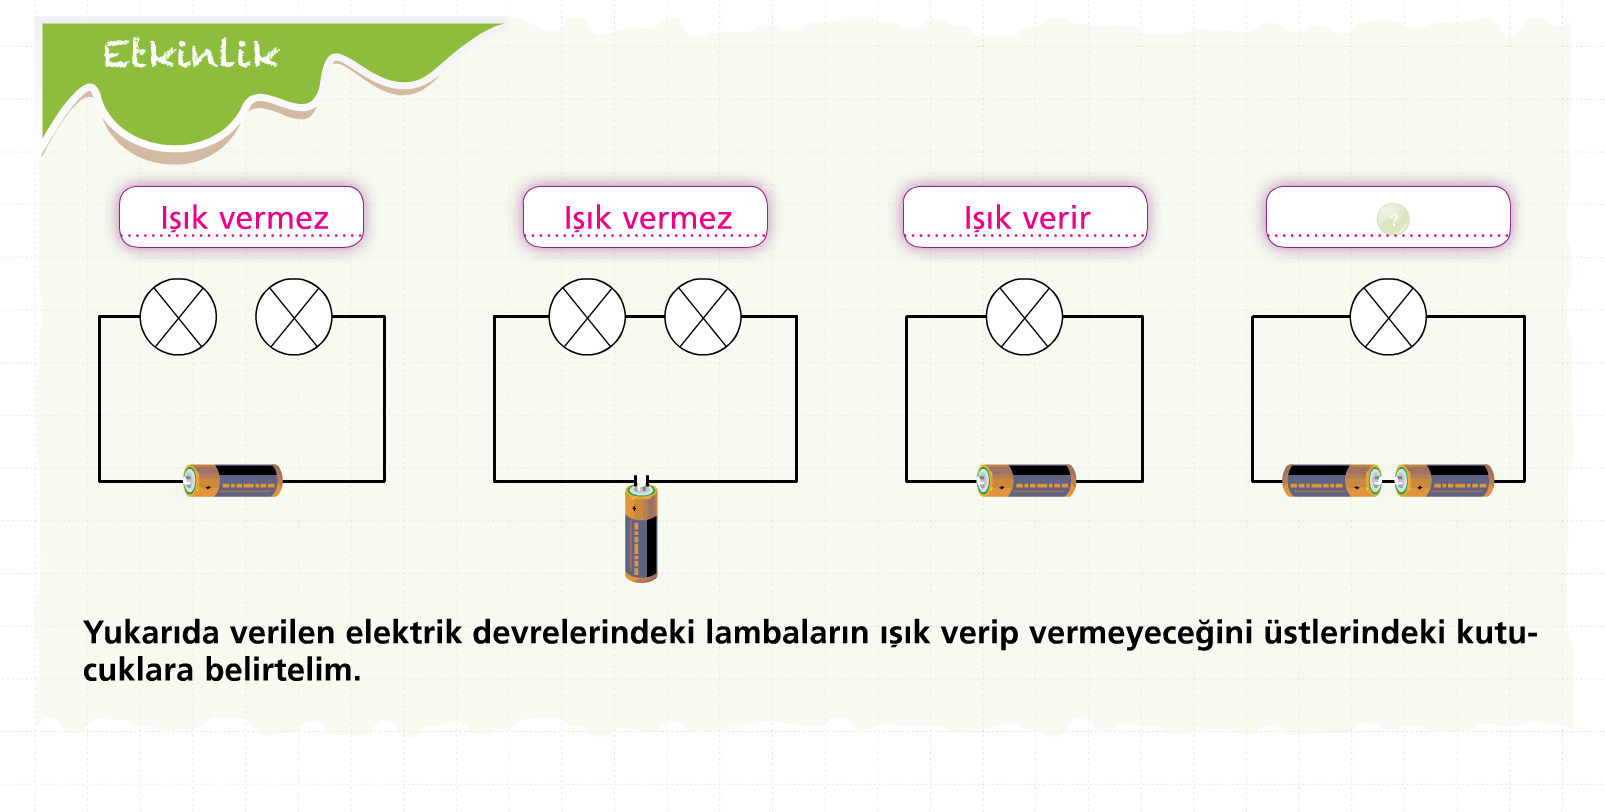 Etkinlik
Işık vermez
Işık vermez
Işık verir
?
Yukarıda verilen elektrik devrelerindeki lambaların ışık verip vermeyeceğini üstlerindeki kutu-
cuklara belirtelim.